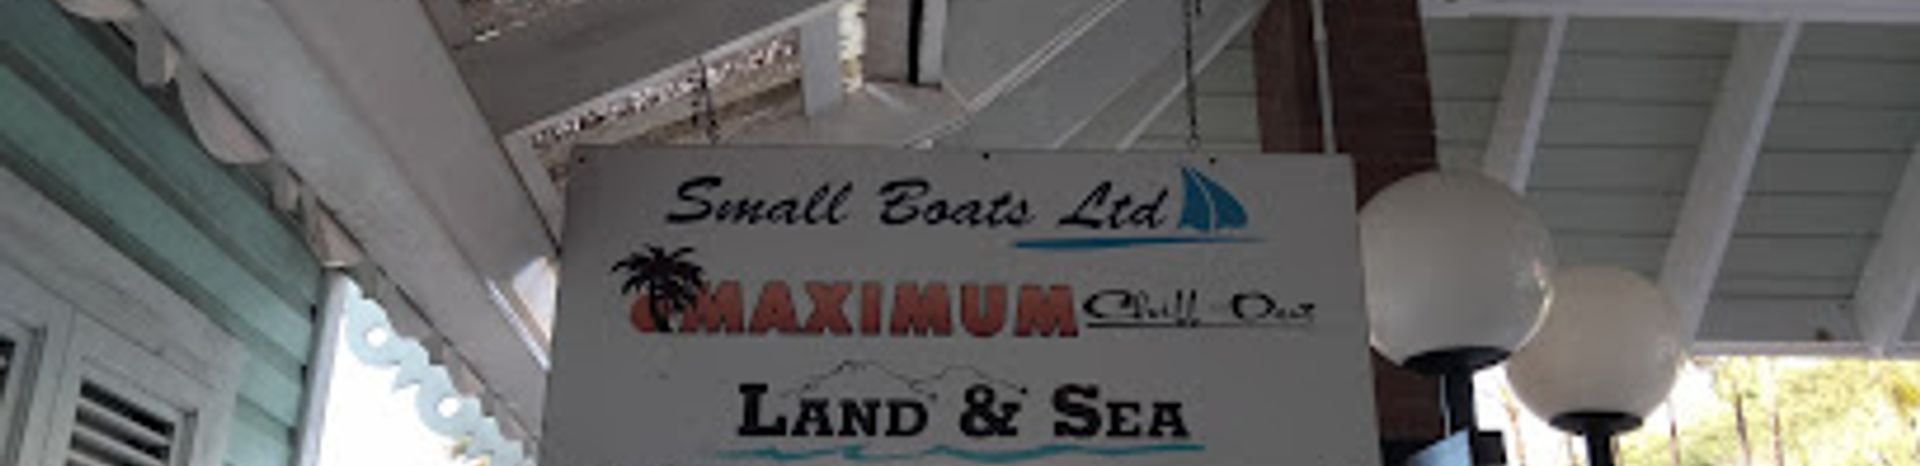 Small Boats Ltd
MAXIMUM Chill-Out
LAND & SEA